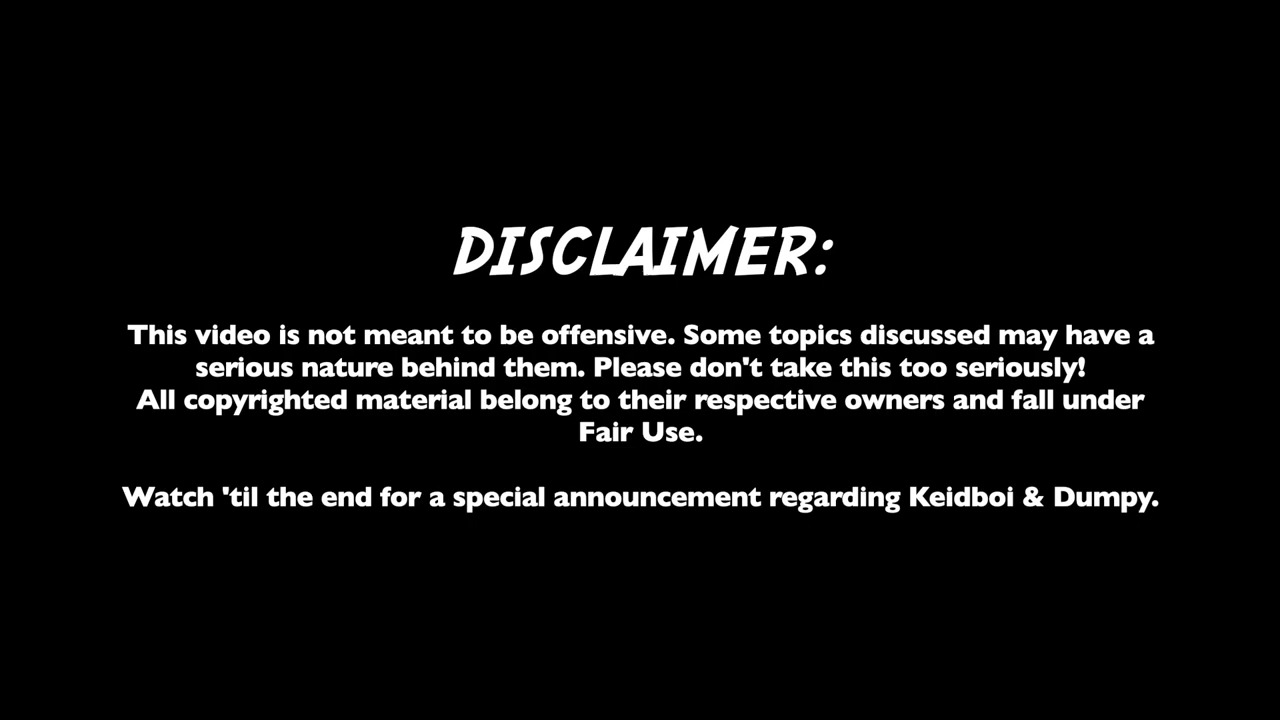 DISCLAIMER:
This video is not meant to be offensive. Some topics discussed may have a
serious nature behind them. Please don't take this too seriously!
All copyrighted material belong to their respective owners and fall under
Fair Use.
Watch 'til the end for a special announcement regarding Keidboi & Dumpy.